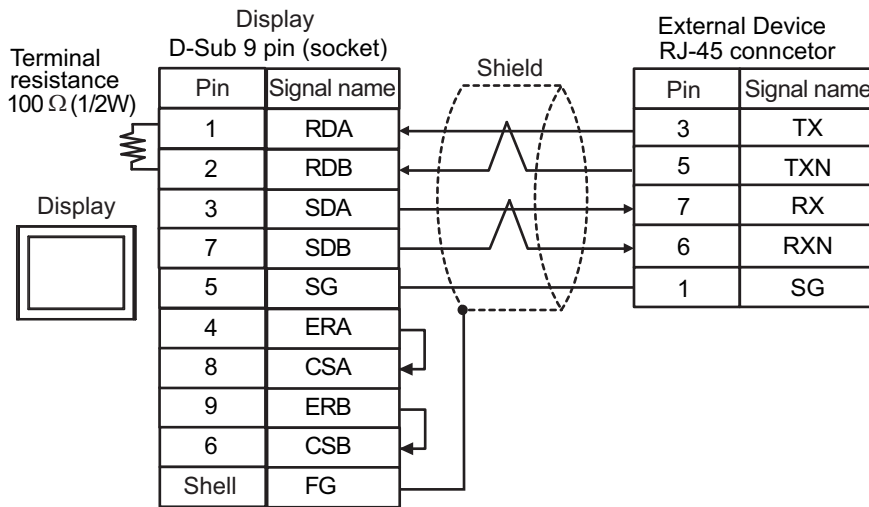 Display
D-Sub 9 pin (socket)
External Device
RJ-45 conncetor
Terminal
resistance
100 Ω (1/2W)
Shield
Display
Pin Signal name
1 RDA
2 RDB
3 SDA
7 SDB
5 SG
4 ERA
8 CSA
9 ERB
6 CSB
Shell FG
Pin Signal name
3 TX
5 TXN
7 RX
6 RXN
1 SG